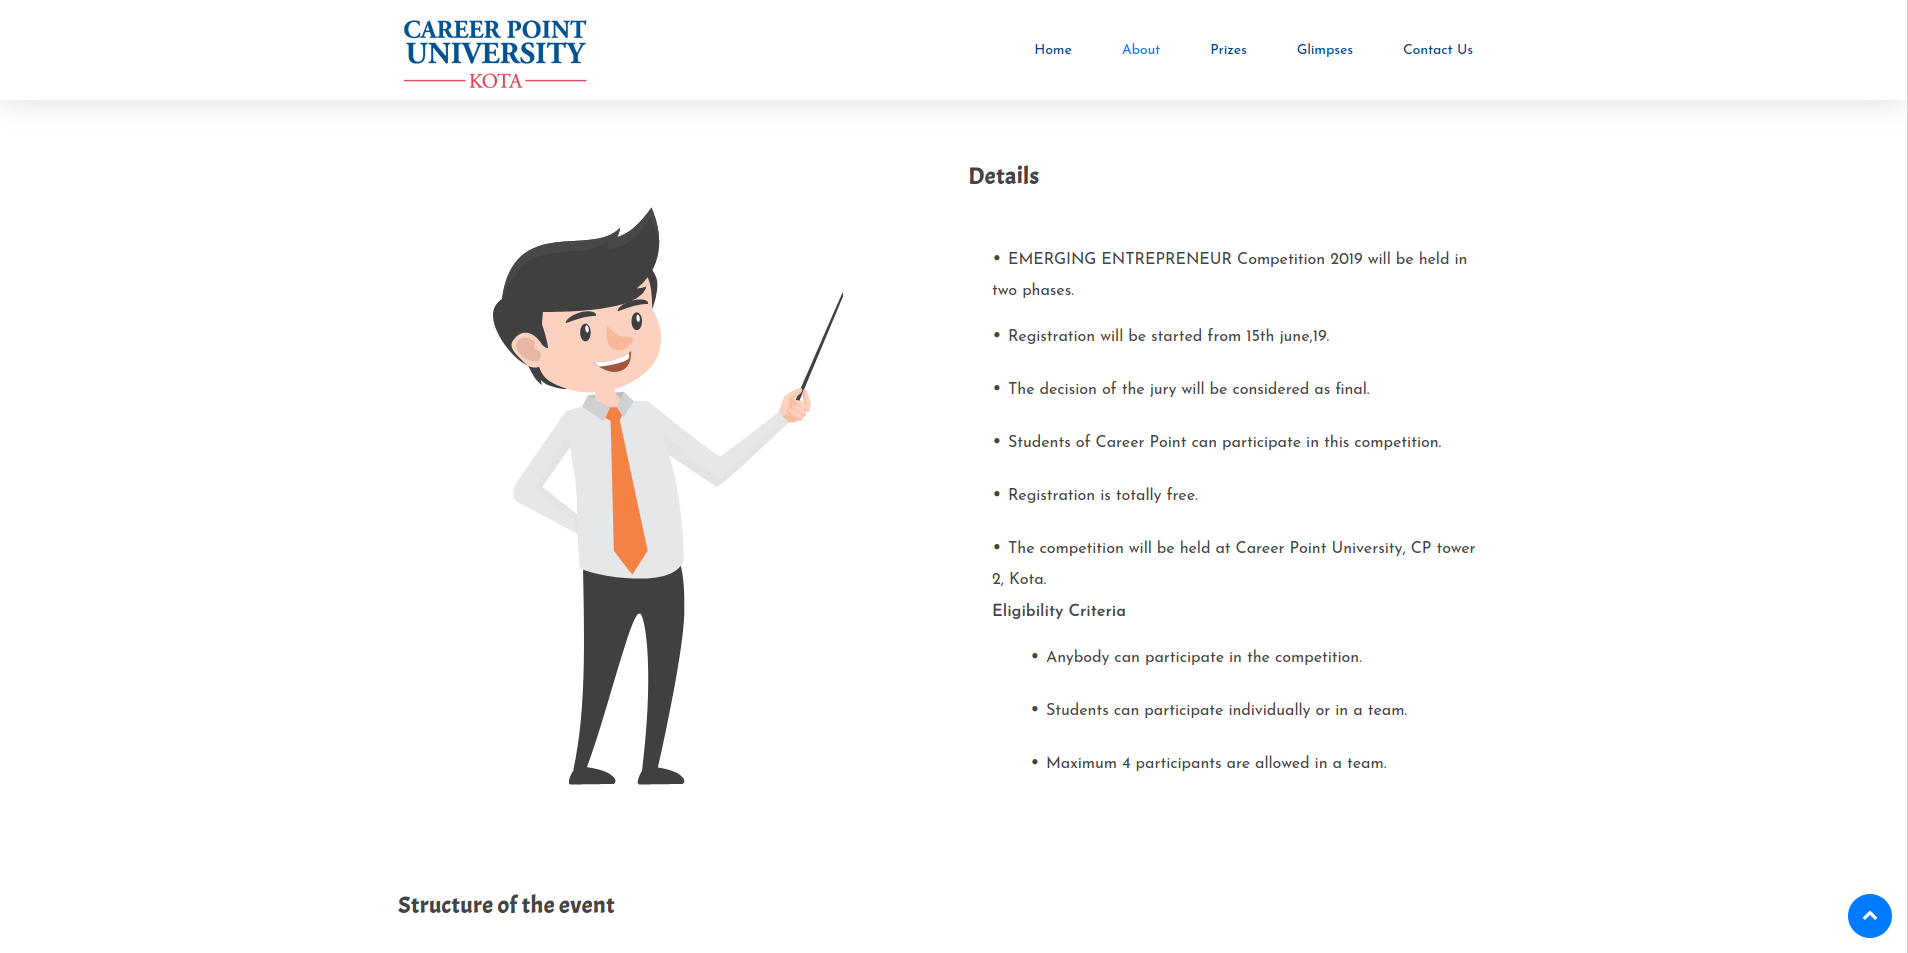 CAREER POINT
UNIVERSITY
KOTA
Home
About
Prizes
Glimpses
Contact Us
Details
• EMERGING ENTREPRENEUR Competition 2019 will be held in
two phases.
• Registration will be started from 15th june,19.
• The decision of the jury will be considered as final.
• Students of Career Point can participate in this competition.
• Registration is totally free.
• The competition will be held at Career Point University, CP tower
2, Kota.
Eligibility Criteria
• Anybody can participate in the competition.
• Students can participate individually or in a team.
• Maximum 4 participants are allowed in a team.
Structure of the event